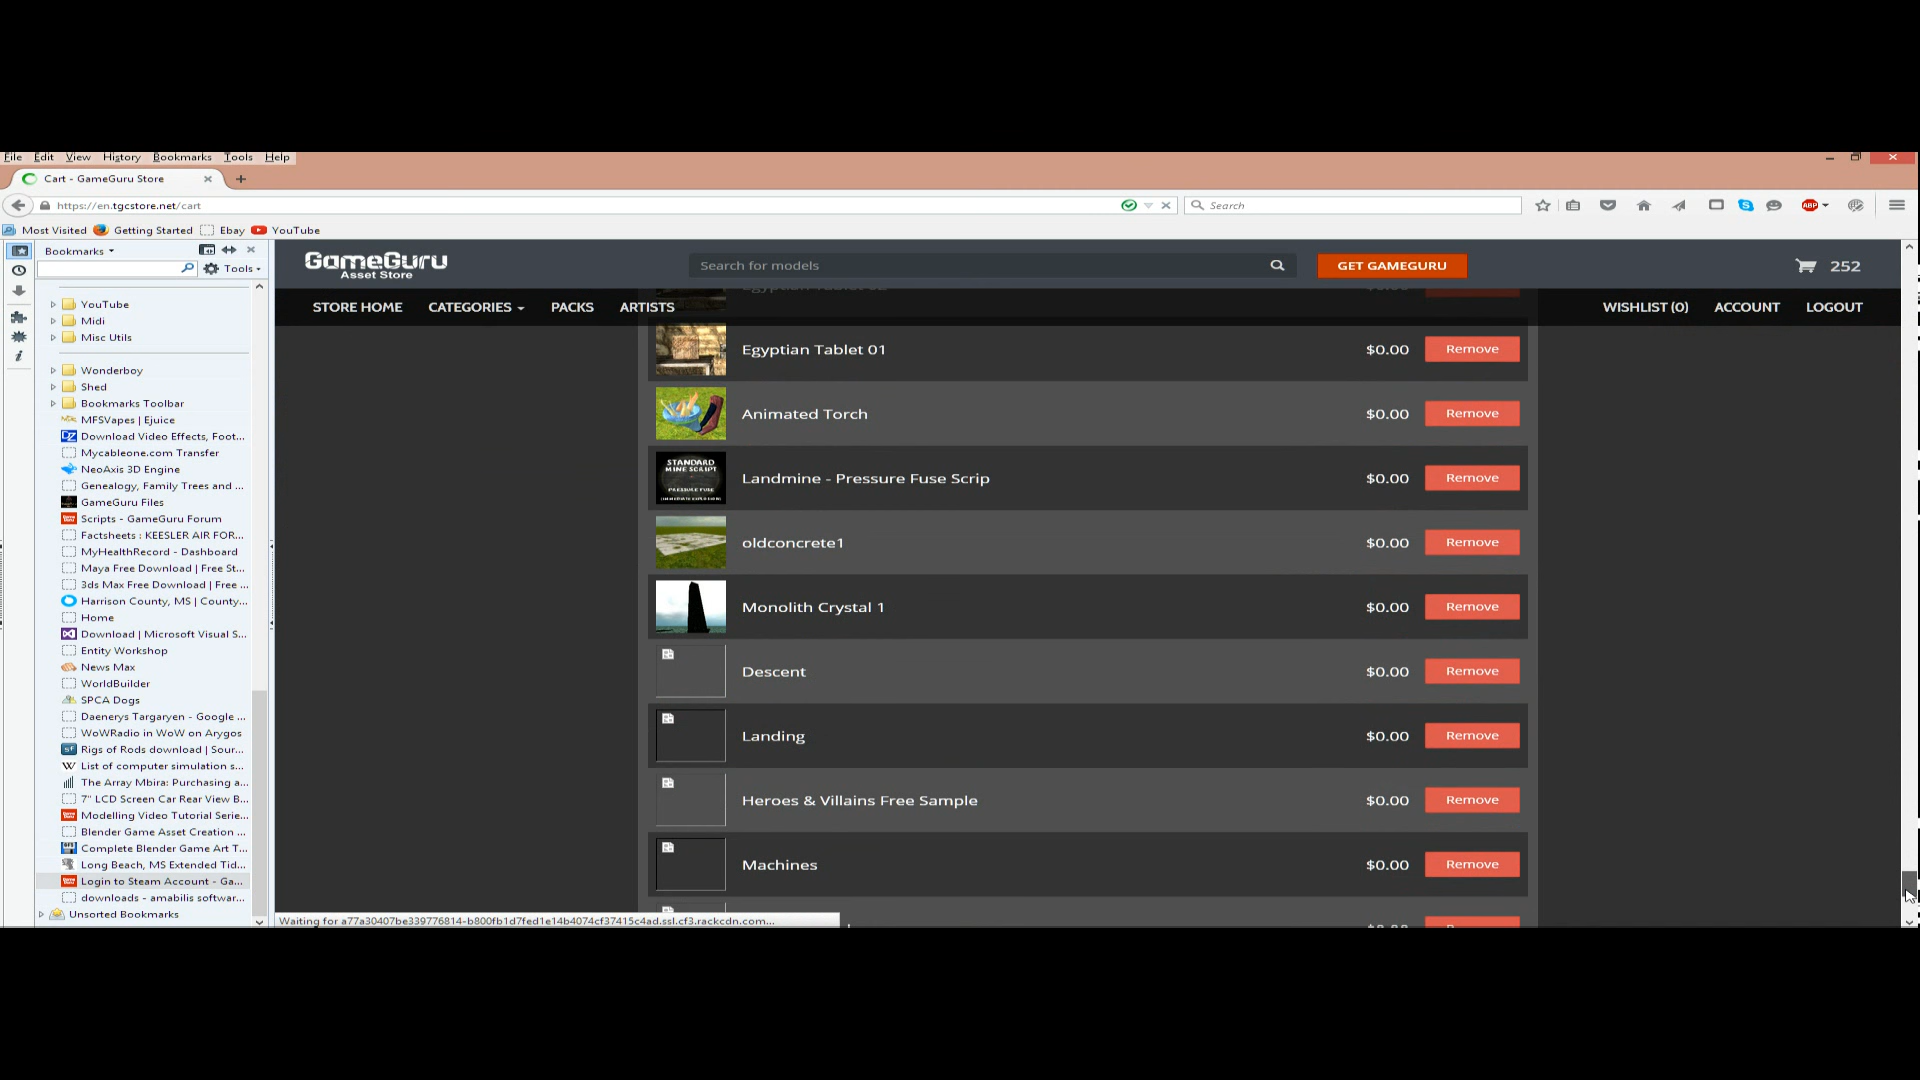 File Edit View History Bookmarks Tools Help
Cart - GameGuru Store
https://en.tgcstore.net/cart
Search
ABP
Most Visited Getting Started Ebay YouTube
Bookmarks
Tools
YouTube
Midi
Misc Utils
Wonderboy
Shed
Bookmarks Toolbar
MFSVapes | Ejuice
Download Video Effects, Foot...
Mycableone.com Transfer
NeoAxis 3D Engine
Genealogy, Family Trees and ...
GameGuru Files
Scripts - GameGuru Forum
Factsheets : KEESLER AIR FOR...
MyHealthRecord - Dashboard
Maya Free Download | Free St...
3ds Max Free Download | Free ...
Harrison County, MS | County...
Home
Download | Microsoft Visual S...
Entity Workshop
News Max
WorldBuilder
SPCA Dogs
Daenerys Targaryen - Google ...
WoWRadio in WoW on Arygos
Rigs of Rods download | Sour...
List of computer simulation s...
The Array Mbira: Purchasing a...
7" LCD Screen Car Rear View B...
Modelling Video Tutorial Serie...
Blender Game Asset Creation ...
Complete Blender Game Art T...
Long Beach, MS Extended Tid...
Login to Steam Account - Ga...
downloads - amabilis softwar...
Unsorted Bookmarks
GameGuru
Asset Store
Search for models
GET GAMEGURU
252
STORE HOME CATEGORIES PACKS ARTISTS WISHLIST (0) ACCOUNT LOGOUT
Egyptian Tablet 01 $0.00 Remove
Animated Torch $0.00 Remove
STANDARD
MINE SCRIPT
PRESSURE FUSE
Landmine - Pressure Fuse Scrip $0.00 Remove
oldconcrete1 $0.00 Remove
Monolith Crystal 1 $0.00 Remove
Descent $0.00 Remove
Landing $0.00 Remove
Heroes & Villains Free Sample $0.00 Remove
Machines $0.00 Remove
Waiting for a77a30407be339776814-b800fb1d7fed1e14b4074cf37415c4ad.ssl.cf3.rackcdn.com...